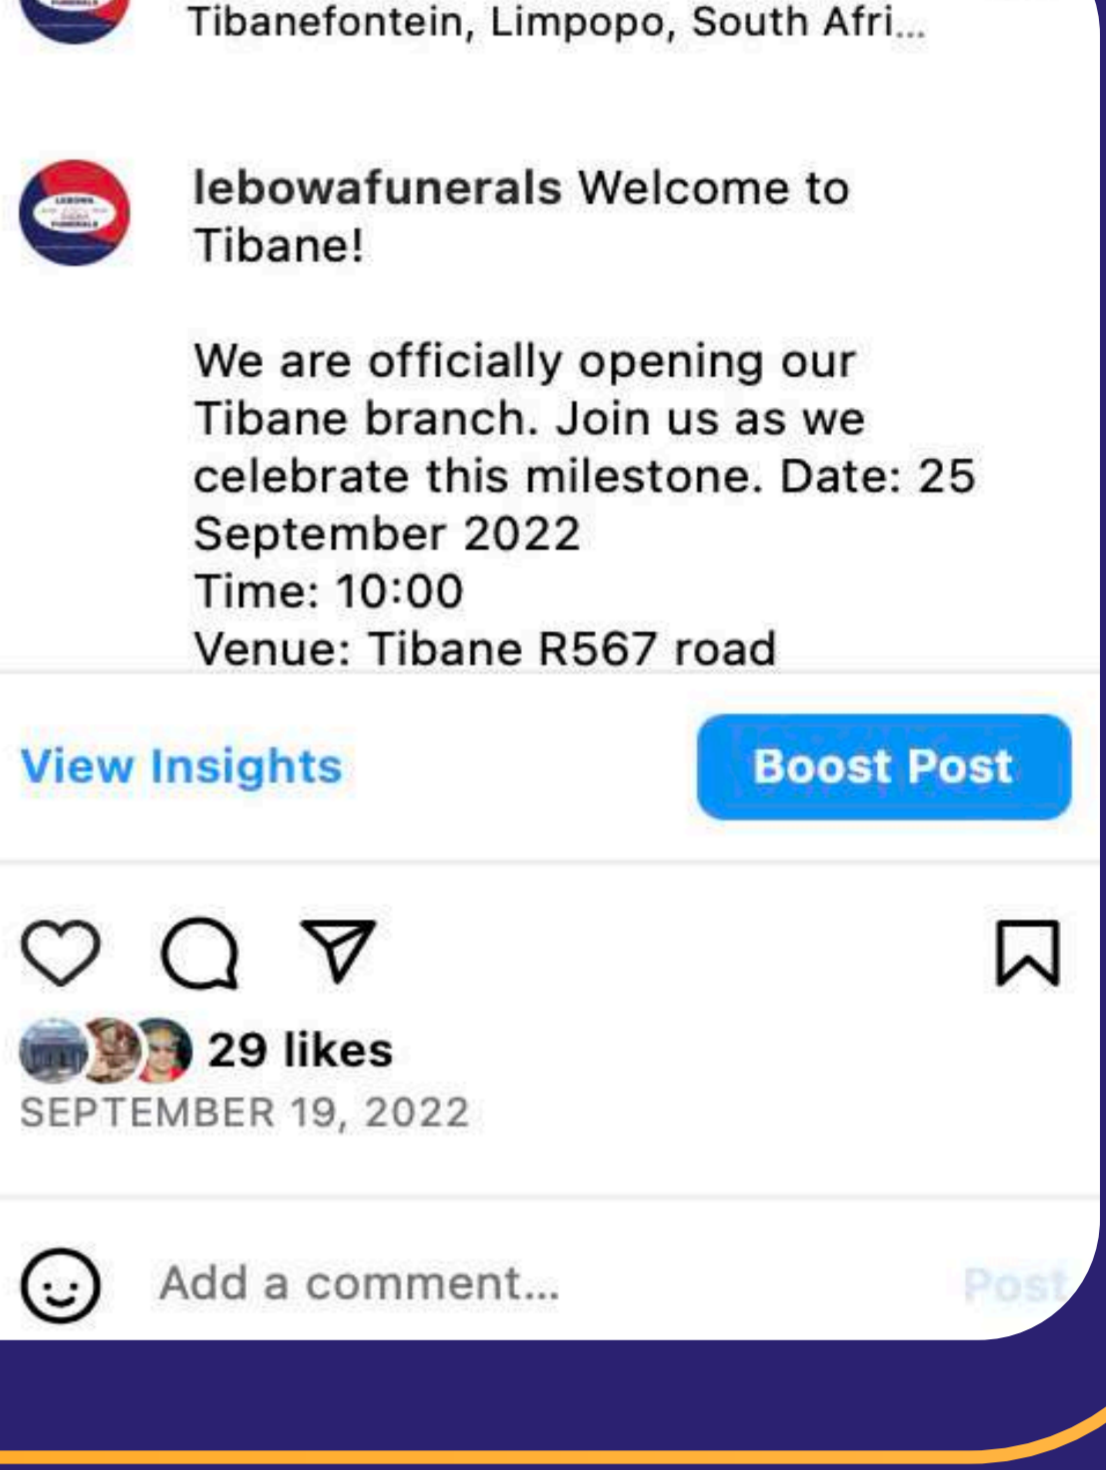 Tibanefontein, Limpopo, South Afri...
lebowafunerals Welcome to
Tibane!
We are officially opening our
Tibane branch. Join us as we
celebrate this milestone. Date: 25
September 2022
Time: 10:00
Venue: Tibane R567 road
View Insights
Boost Post
29 likes
SEPTEMBER 19, 2022
Add a comment...
Post